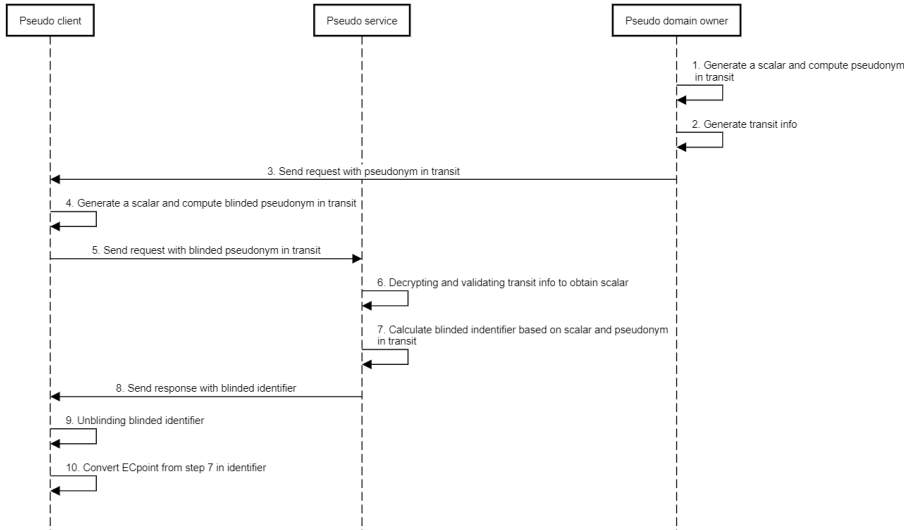 Pseudo client
Pseudo service
Pseudo domain owner
1. Generate a scalar and compute pseudonym
in transit
2. Generate transit info
3. Send request with pseudonym in transit
4. Generate a scalar and compute blinded pseudonym in transit
5. Send request with blinded pseudonym in transit
6. Decrypting and validating transit info to obtain scalar
7. Calculate blinded indentifier based on scalar and pseudonym
in transit
8. Send response with blinded identifier
9. Unblinding blinded identifier
10. Convert ECpoint from step 7 in identifier